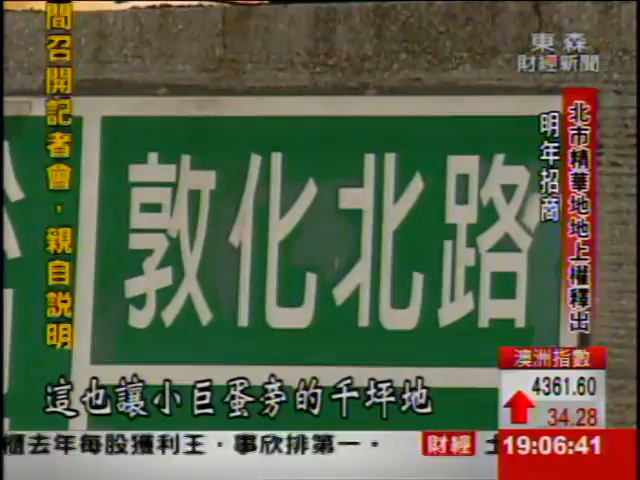 間召開記者會，親自說明
東森
財經新聞
北市精華地地上權釋出
明年招商
敦化北路
這也讓小巨蛋旁的千坪地
澳洲指數
4361.60
34.28
櫃去年每股獲利王．事欣排第一．
財經
19:06:41